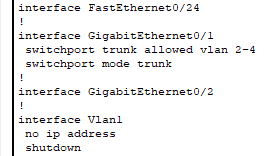 interface FastEthernet0/24
!
interface GigabitEthernet0/1
 switchport trunk allowed vlan 2-4
 switchport mode trunk
!
interface GigabitEthernet0/2
!
interface Vlan1
 no ip address
 shutdown